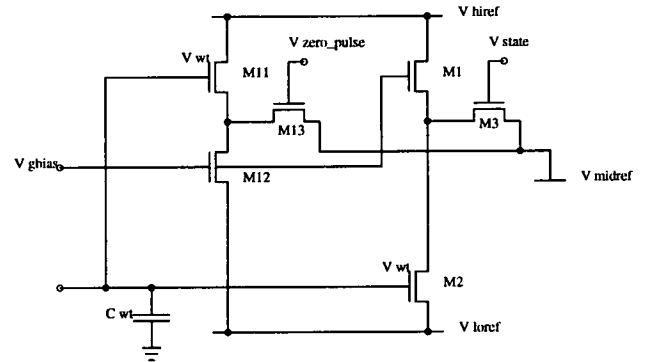 V hiref
V zero_pulse
V state
V wt
M11
M1
M13
M3
V gbias
M12
V midref
V wt
M2
C wt
V loref